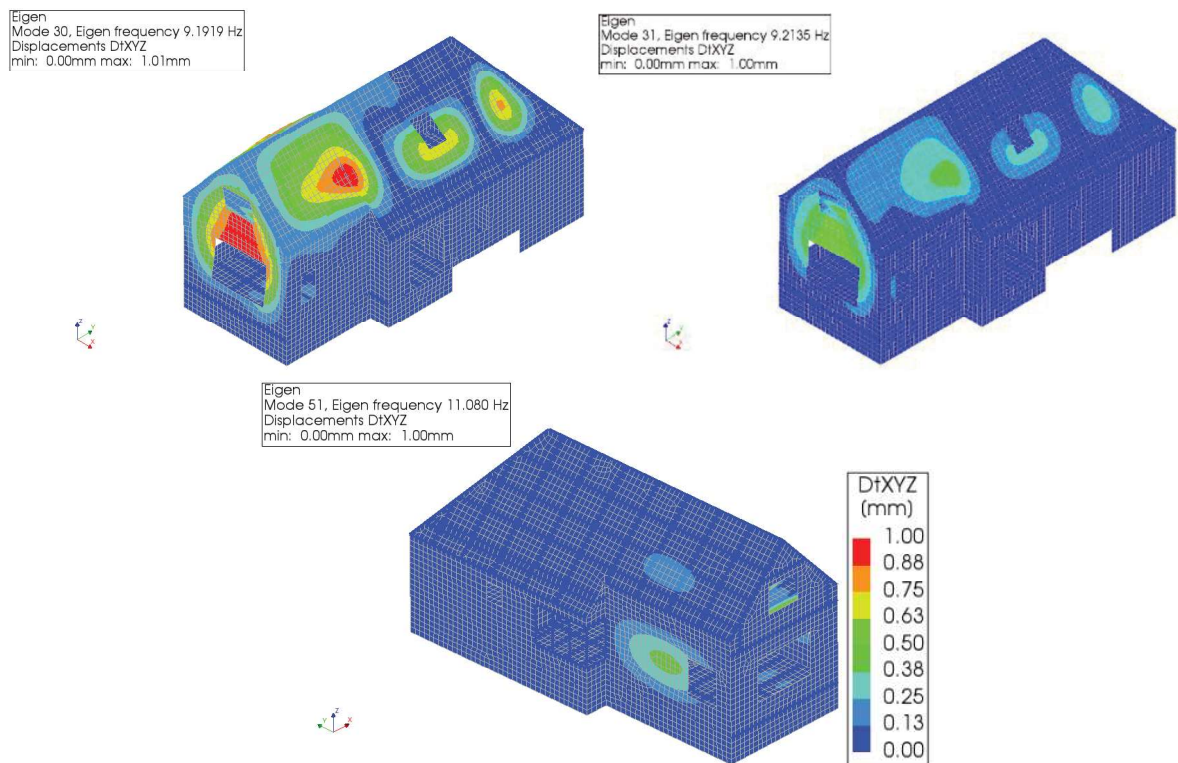 Eigen
Mode 30, Eigen frequency 9.1919 Hz
Displacements DtXYZ
min: 0.00mm max: 1.01mm
Eigen
Mode 31, Eigen frequency 9.2135 Hz
Displacements DtXYZ
min: 0.00mm max: 1.00mm
Z
Y
X
Z
Y
X
Eigen
Mode 51, Eigen frequency 11.080 Hz
Displacements DtXYZ
min: 0.00mm max: 1.00mm
DtXYZ
(mm)
1.00
0.88
0.75
0.63
0.50
0.38
0.25
0.13
0.00
Z
Y
X